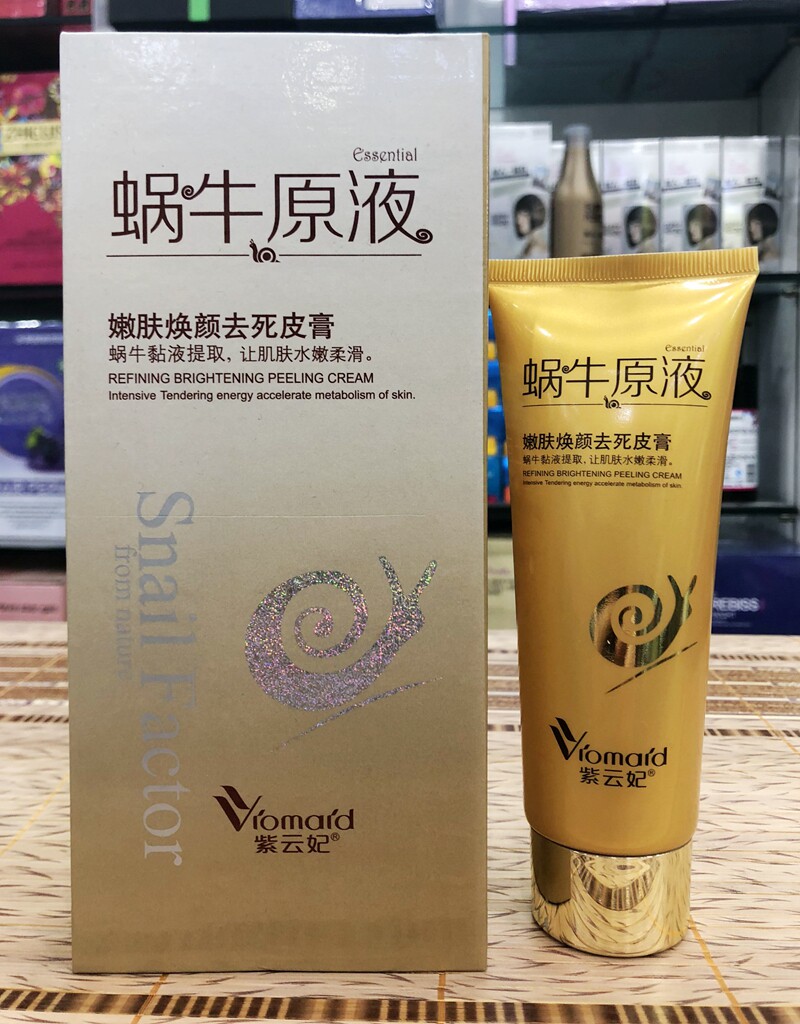 Essential
蜗牛原液
嫩肤焕颜去死皮膏
蜗牛黏液提取，让肌肤水嫩柔滑。
REFINING BRIGHTENING PEELING CREAM
Intensive Tendering energy accelerate metabolism of skin.
Snail Factor
from nature
Vromard
紫云妃®
Essential
蜗牛原液
嫩肤焕颜去死皮膏
蜗牛黏液提取，让肌肤水嫩柔滑。
REFINING BRIGHTENING PEELING CREAM
Intensive Tendering energy accelerate metabolism of skin.
Vromard
紫云妃®